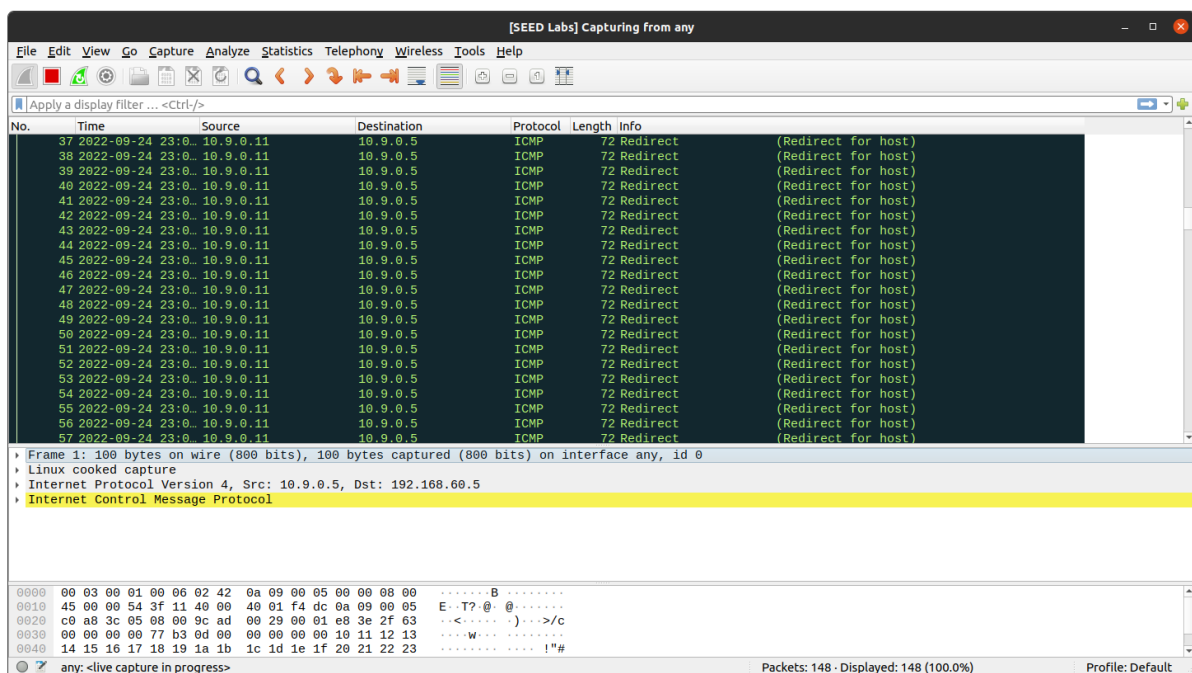 [SEED Labs] Capturing from any
File Edit View Go Capture Analyze Statistics Telephony Wireless Tools Help
Apply a display filter … <Ctrl-/>
No. Time Source Destination Protocol Length Info
37 2022-09-24 23:0… 10.9.0.11 10.9.0.5 ICMP 72 Redirect (Redirect for host)
38 2022-09-24 23:0… 10.9.0.11 10.9.0.5 ICMP 72 Redirect (Redirect for host)
39 2022-09-24 23:0… 10.9.0.11 10.9.0.5 ICMP 72 Redirect (Redirect for host)
40 2022-09-24 23:0… 10.9.0.11 10.9.0.5 ICMP 72 Redirect (Redirect for host)
41 2022-09-24 23:0… 10.9.0.11 10.9.0.5 ICMP 72 Redirect (Redirect for host)
42 2022-09-24 23:0… 10.9.0.11 10.9.0.5 ICMP 72 Redirect (Redirect for host)
43 2022-09-24 23:0… 10.9.0.11 10.9.0.5 ICMP 72 Redirect (Redirect for host)
44 2022-09-24 23:0… 10.9.0.11 10.9.0.5 ICMP 72 Redirect (Redirect for host)
45 2022-09-24 23:0… 10.9.0.11 10.9.0.5 ICMP 72 Redirect (Redirect for host)
46 2022-09-24 23:0… 10.9.0.11 10.9.0.5 ICMP 72 Redirect (Redirect for host)
47 2022-09-24 23:0… 10.9.0.11 10.9.0.5 ICMP 72 Redirect (Redirect for host)
48 2022-09-24 23:0… 10.9.0.11 10.9.0.5 ICMP 72 Redirect (Redirect for host)
49 2022-09-24 23:0… 10.9.0.11 10.9.0.5 ICMP 72 Redirect (Redirect for host)
50 2022-09-24 23:0… 10.9.0.11 10.9.0.5 ICMP 72 Redirect (Redirect for host)
51 2022-09-24 23:0… 10.9.0.11 10.9.0.5 ICMP 72 Redirect (Redirect for host)
52 2022-09-24 23:0… 10.9.0.11 10.9.0.5 ICMP 72 Redirect (Redirect for host)
53 2022-09-24 23:0… 10.9.0.11 10.9.0.5 ICMP 72 Redirect (Redirect for host)
54 2022-09-24 23:0… 10.9.0.11 10.9.0.5 ICMP 72 Redirect (Redirect for host)
55 2022-09-24 23:0… 10.9.0.11 10.9.0.5 ICMP 72 Redirect (Redirect for host)
56 2022-09-24 23:0… 10.9.0.11 10.9.0.5 ICMP 72 Redirect (Redirect for host)
57 2022-09-24 23:0… 10.9.0.11 10.9.0.5 ICMP 72 Redirect (Redirect for host)
Frame 1: 100 bytes on wire (800 bits), 100 bytes captured (800 bits) on interface any, id 0
Linux cooked capture
Internet Protocol Version 4, Src: 10.9.0.5, Dst: 192.168.60.5
Internet Control Message Protocol
0000 00 03 00 01 00 06 02 42 0a 09 00 05 00 00 08 00 ·······B ········
0010 45 00 00 54 3f 11 40 00 40 01 f4 dc 0a 09 00 05 E··T?·@· @·······
0020 c0 a8 3c 05 08 00 9c ad 00 29 00 01 e8 3e 2f 63 ··<····· ·)···>/c
0030 00 00 00 00 77 b3 0d 00 00 00 00 00 10 11 12 13 ····w··· ········
0040 14 15 16 17 18 19 1a 1b 1c 1d 1e 1f 20 21 22 23 ········ ···· !"#
any: <live capture in progress> Packets: 148 · Displayed: 148 (100.0%) Profile: Default